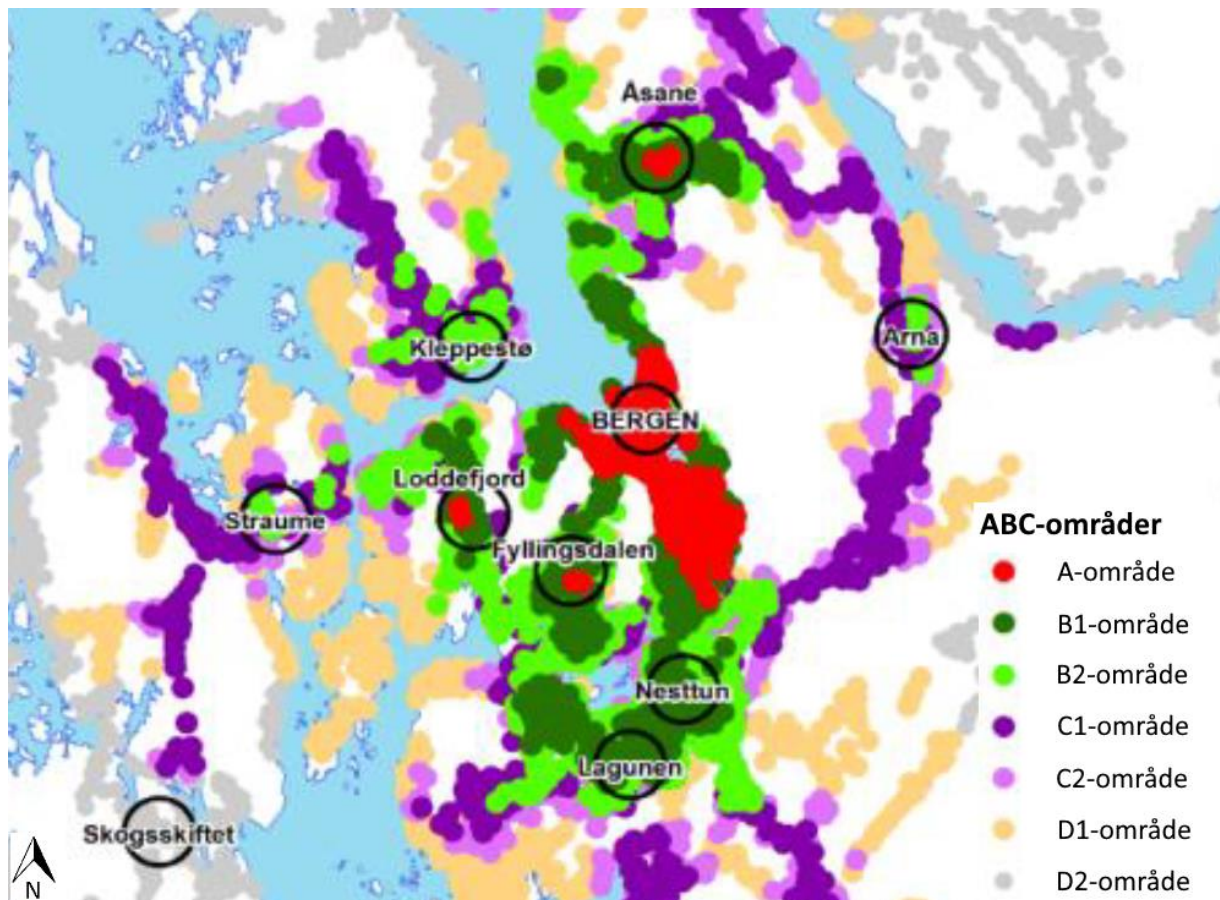 Åsane
Kleppestø
Arna
BERGEN
Loddefjord
Straume
Fyllingsdalen
Nesttun
Lagunen
Skogsskiftet
N
ABC-områder
A-område
B1-område
B2-område
C1-område
C2-område
D1-område
D2-område